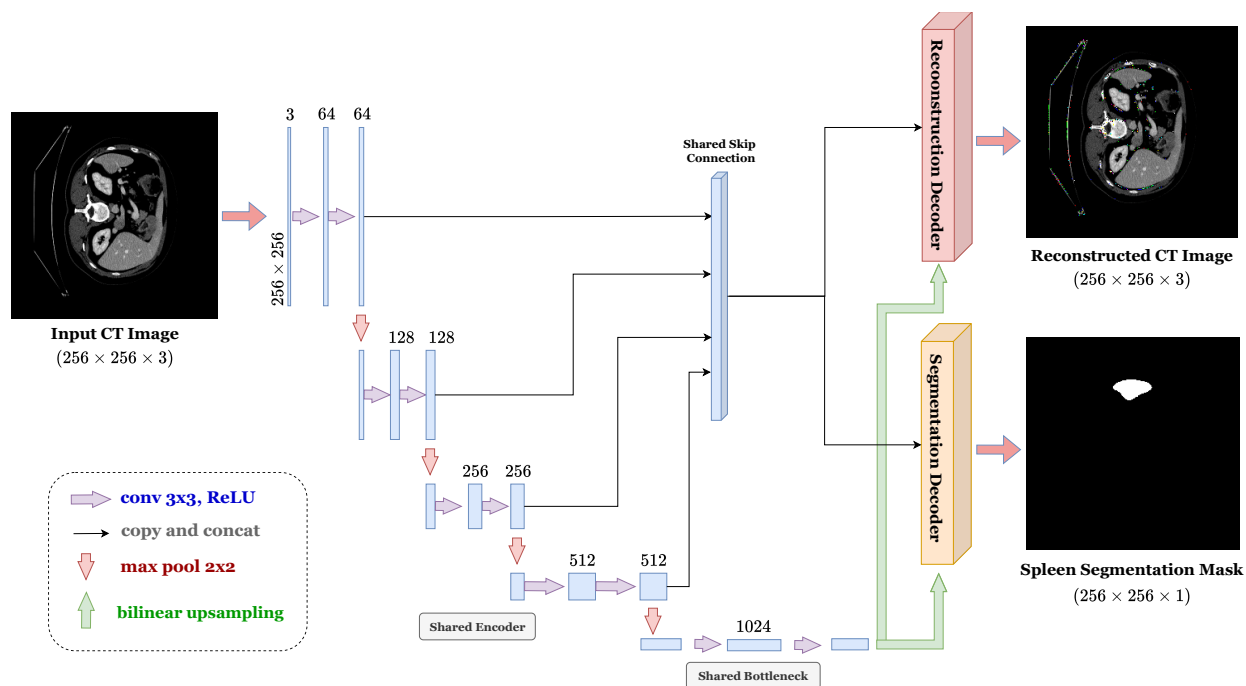 Input CT Image
(256 × 256 × 3)
3
64
64
256 × 256
128
128
256
256
512
512
1024
Shared Encoder
Shared Bottleneck
Shared Skip
Connection
Recoonstruction Decoder
Segmentation Decoder
Reconstructed CT Image
(256 × 256 × 3)
Spleen Segmentation Mask
(256 × 256 × 1)
conv 3x3, ReLU
copy and concat
max pool 2x2
bilinear upsampling